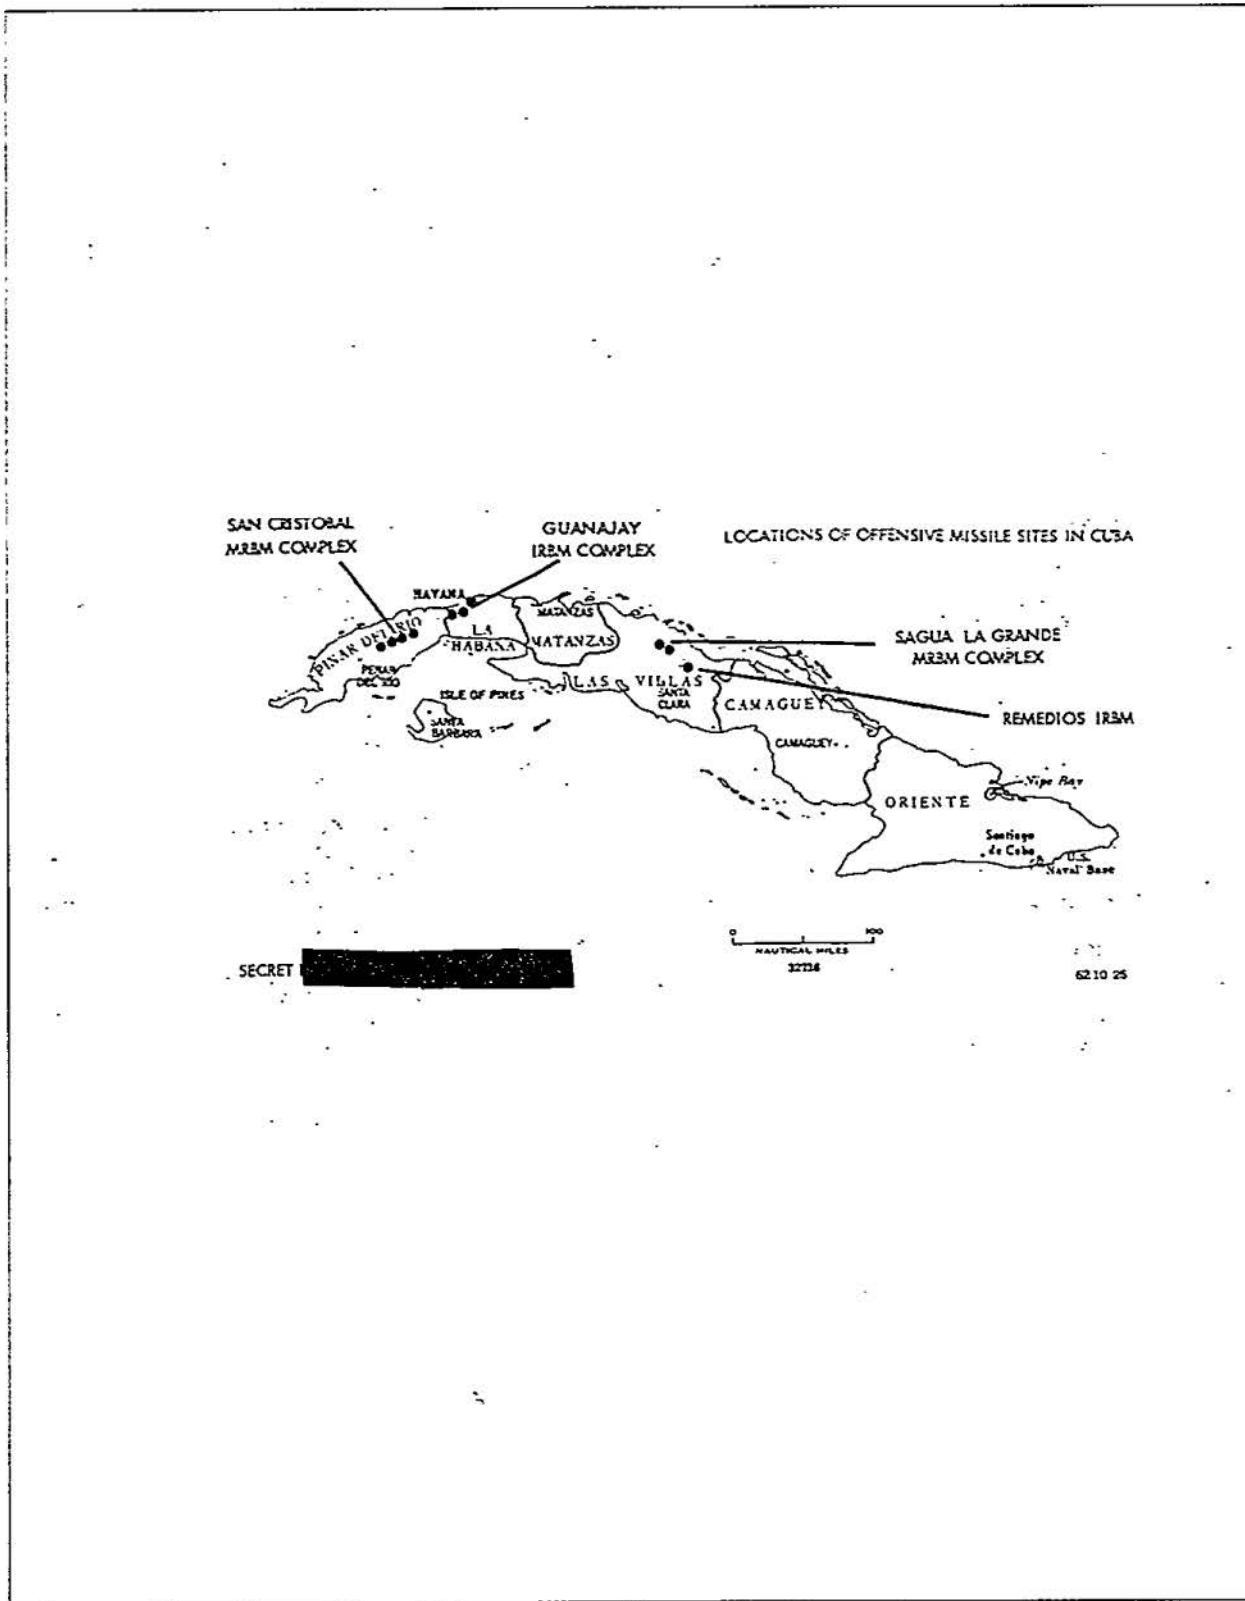 SAN CRISTOBAL
MRBM COMPLEX
GUANAJAY
IRBM COMPLEX
LOCATIONS OF OFFENSIVE MISSILE SITES IN CUBA
HAVANA
MATANZAS
PINAR DEL RIO
LA
HABANA
MATANZAS
SAGUA LA GRANDE
MRBM COMPLEX
PINAR
DEL RIO
LAS VILLAS
SANTA
CLARA
ISLE OF PINES
CAMAGUEY
SANTA
BARBARA
REMEDIOS IRBM
CAMAGUEY
Nipe Bay
ORIENTE
Santiago
de Cuba
U.S.
Naval Base
0 100
NAUTICAL MILES
SECRET
62 10 25